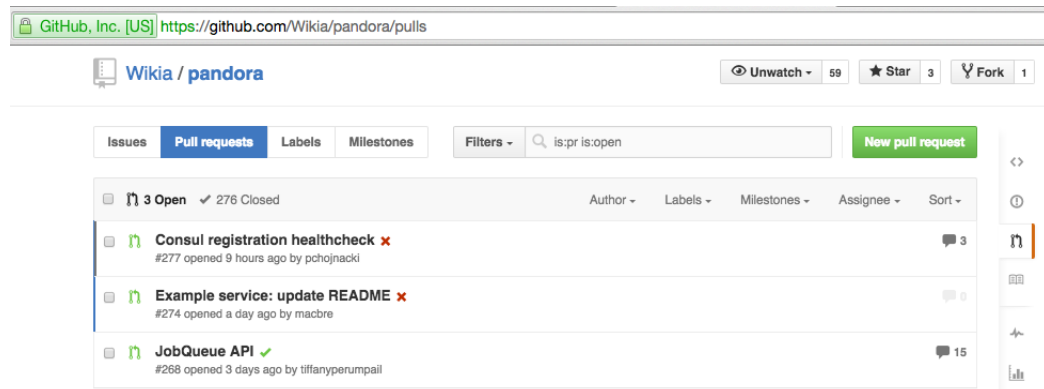 GitHub, Inc. [US] https://github.com/Wikia/pandora/pulls
Wikia / pandora Unwatch 59 Star 3 Fork 1
Issues Pull requests Labels Milestones Filters is:pr is:open New pull request
3 Open 276 Closed Author Labels Milestones Assignee Sort
Consul registration healthcheck 3
#277 opened 9 hours ago by pchojnacki
Example service: update README 0
#274 opened a day ago by macbre
JobQueue API 15
#268 opened 3 days ago by tiffanyperumpail